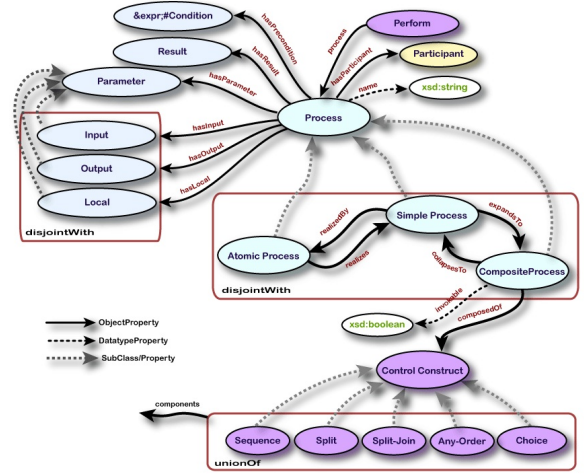 &expr;#Condition
hasPrecondition
Perform
process
Result
hasResult
hasParticipant
Participant
Parameter
hasParameter
name
xsd:string
Process
Input
hasInput
Output
hasOutput
Local
hasLocal
disjointWith
Simple Process
expandsTo
realizedBy
Atomic Process
realizes
collapsesTo
CompositeProcess
disjointWith
invokable
composedOf
xsd:boolean
ObjectProperty
DatatypeProperty
SubClass/Property
Control Construct
components
Sequence
Split
Split-Join
Any-Order
Choice
unionOf